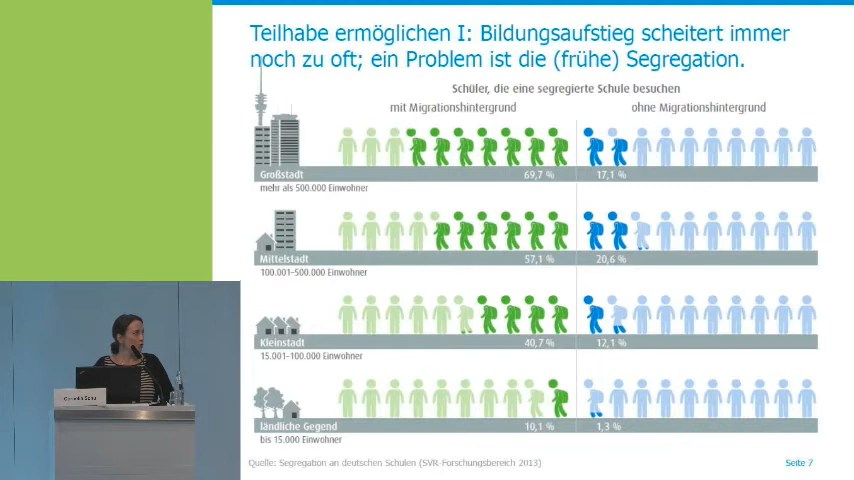 Teilhabe ermöglichen I: Bildungsaufstieg scheitert immer
noch zu oft; ein Problem ist die (frühe) Segregation.
Schüler, die eine segregierte Schule besuchen
mit Migrationshintergrund
ohne Migrationshintergrund
Großstadt
69,7 %
17,1 %
mehr als 500.000 Einwohner
Mittelstadt
57,1 %
20,6 %
100.001–500.000 Einwohner
Kleinstadt
40,7 %
12,1 %
15.001–100.000 Einwohner
ländliche Gegend
10,1 %
1,3 %
bis 15.000 Einwohner
Quelle: Segregation an deutschen Schulen (SVR-Forschungsbereich 2013)
Seite 7